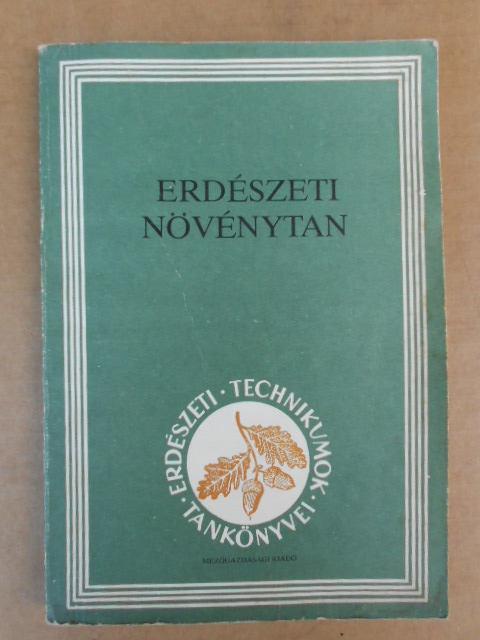 ERDÉSZETI
NÖVÉNYTAN
ERDÉSZETI · TECHNIKUMOK · TANKÖNYVEI ·
MEZŐGAZDASÁGI KIADÓ